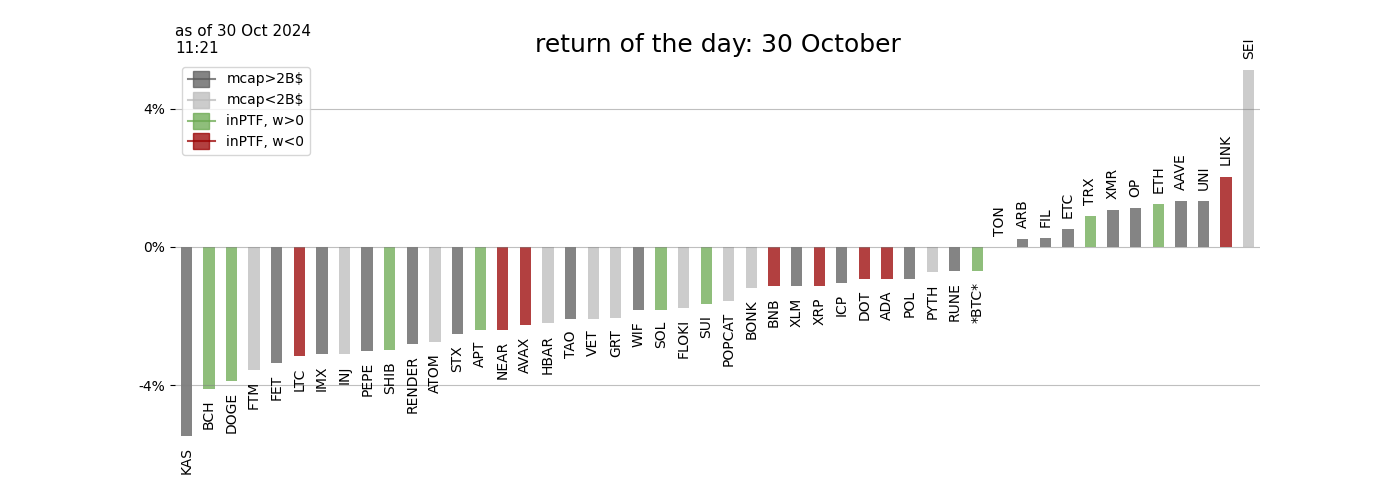 as of 30 Oct 2024
11:21
return of the day: 30 October
mcap>2B$
mcap<2B$
inPTF, w>0
inPTF, w<0
4%
0%
-4%
KAS
BCH
DOGE
FTM
FET
LTC
IMX
INJ
PEPE
SHIB
RENDER
ATOM
STX
APT
NEAR
AVAX
HBAR
TAO
VET
GRT
WIF
SOL
FLOKI
SUI
POPCAT
BONK
BNB
XLM
XRP
ICP
DOT
ADA
POL
PYTH
RUNE
*BTC*
TON
ARB
FIL
ETC
TRX
XMR
OP
ETH
AAVE
UNI
LINK
SEI